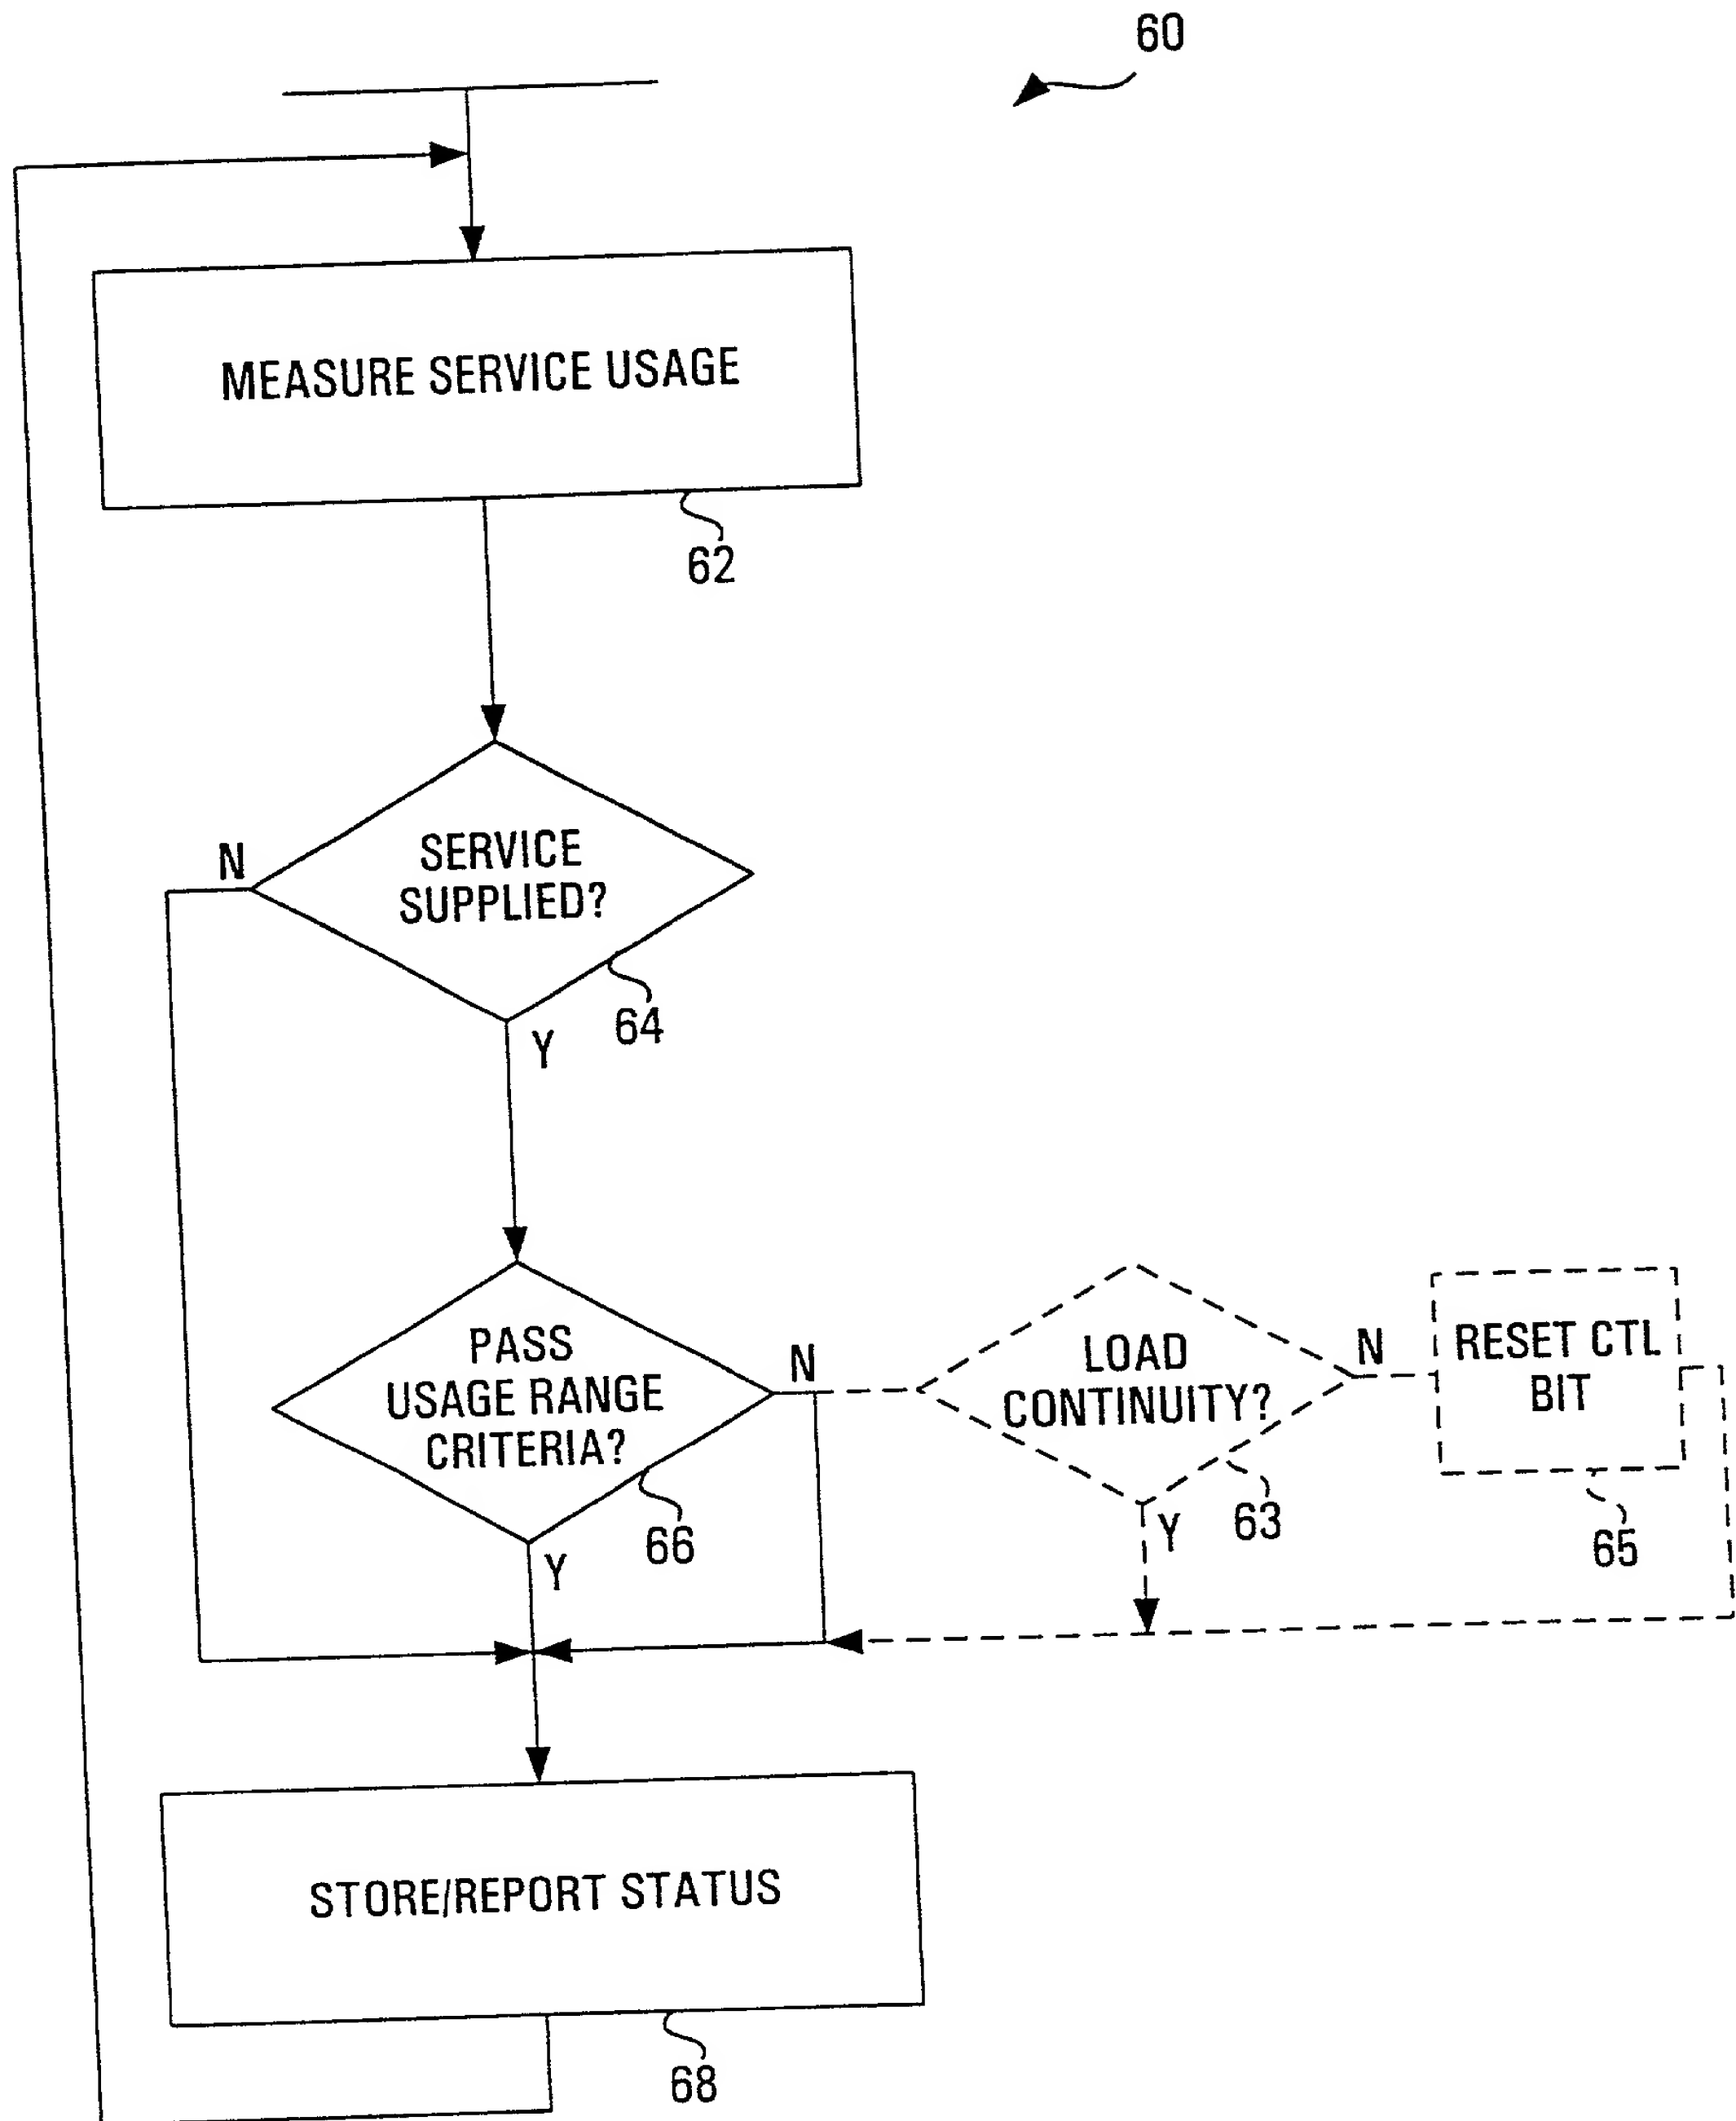 60
MEASURE SERVICE USAGE
62
N
SERVICE
SUPPLIED?
64
Y
PASS
USAGE RANGE
CRITERIA?
N
66
Y
LOAD
CONTINUITY?
N
63
Y
RESET CTL
BIT
65
STORE/REPORT STATUS
68